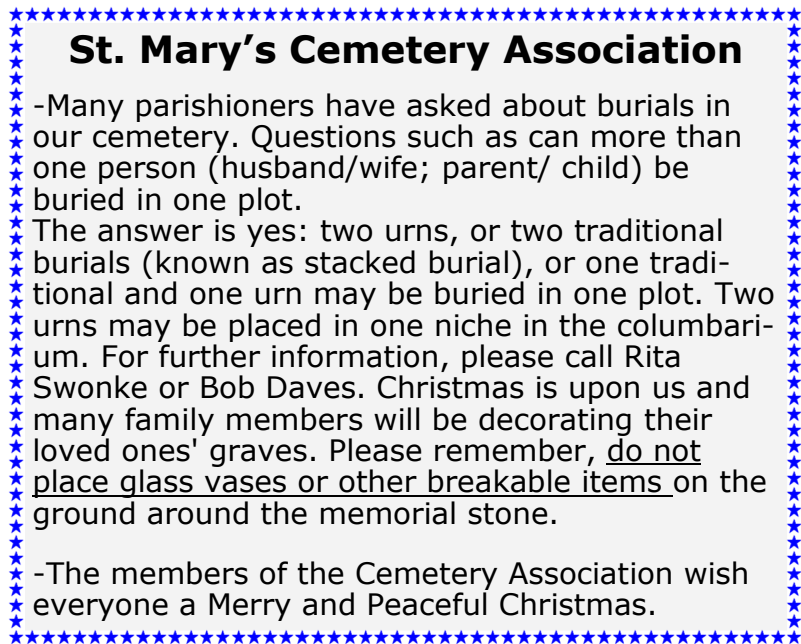 St. Mary’s Cemetery Association
-Many parishioners have asked about burials in
our cemetery. Questions such as can more than
one person (husband/wife; parent/ child) be
buried in one plot.
The answer is yes: two urns, or two traditional
burials (known as stacked burial), or one tradi-
tional and one urn may be buried in one plot. Two
urns may be placed in one niche in the columbari-
um. For further information, please call Rita
Swonke or Bob Daves. Christmas is upon us and
many family members will be decorating their
loved ones' graves. Please remember, do not
place glass vases or other breakable items on the
ground around the memorial stone.
-The members of the Cemetery Association wish
everyone a Merry and Peaceful Christmas.